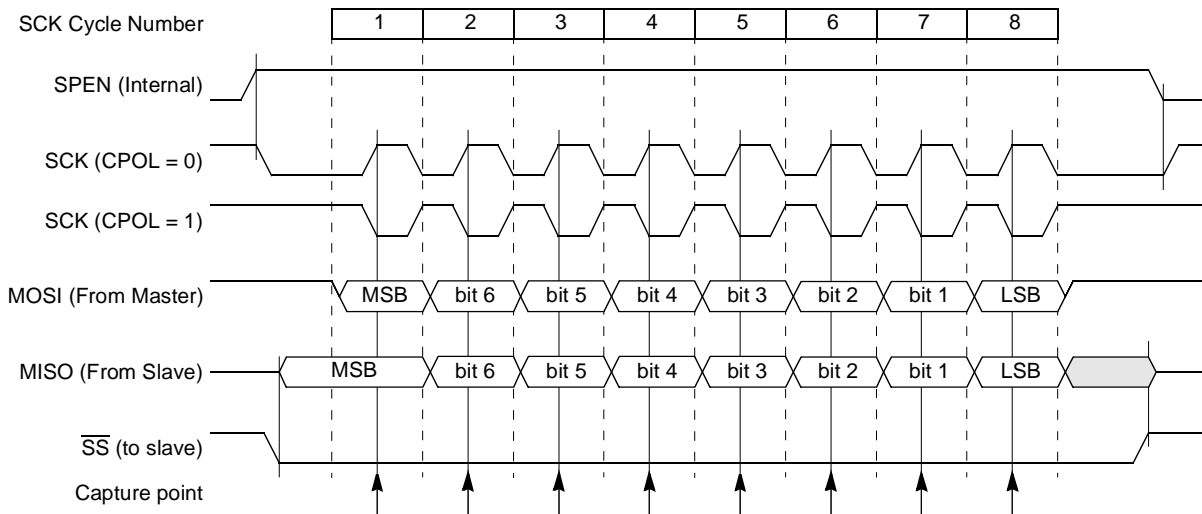 SCK Cycle Number 1 2 3 4 5 6 7 8
SPEN (Internal)
SCK (CPOL = 0)
SCK (CPOL = 1)
MOSI (From Master) MSB bit 6 bit 5 bit 4 bit 3 bit 2 bit 1 LSB
MISO (From Slave) MSB bit 6 bit 5 bit 4 bit 3 bit 2 bit 1 LSB
SS (to slave)
Capture point